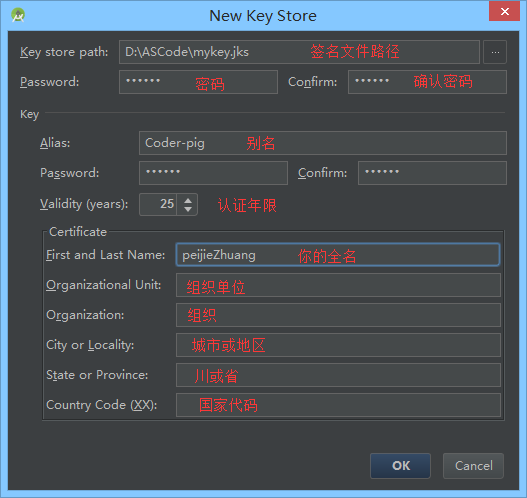 New Key Store
Key store path: D:\ASCode\mykey.jks 签名文件路径 ...
Password: •••••• 密码 Confirm: •••••• 确认密码
Key
Alias: Coder-pig 别名
Password: •••••• Confirm: ••••••
Validity (years): 25 认证年限
Certificate
First and Last Name: peijieZhuang 你的全名
Organizational Unit: 组织单位
Organization: 组织
City or Locality: 城市或地区
State or Province: 川或省
Country Code (XX): 国家代码
OK Cancel